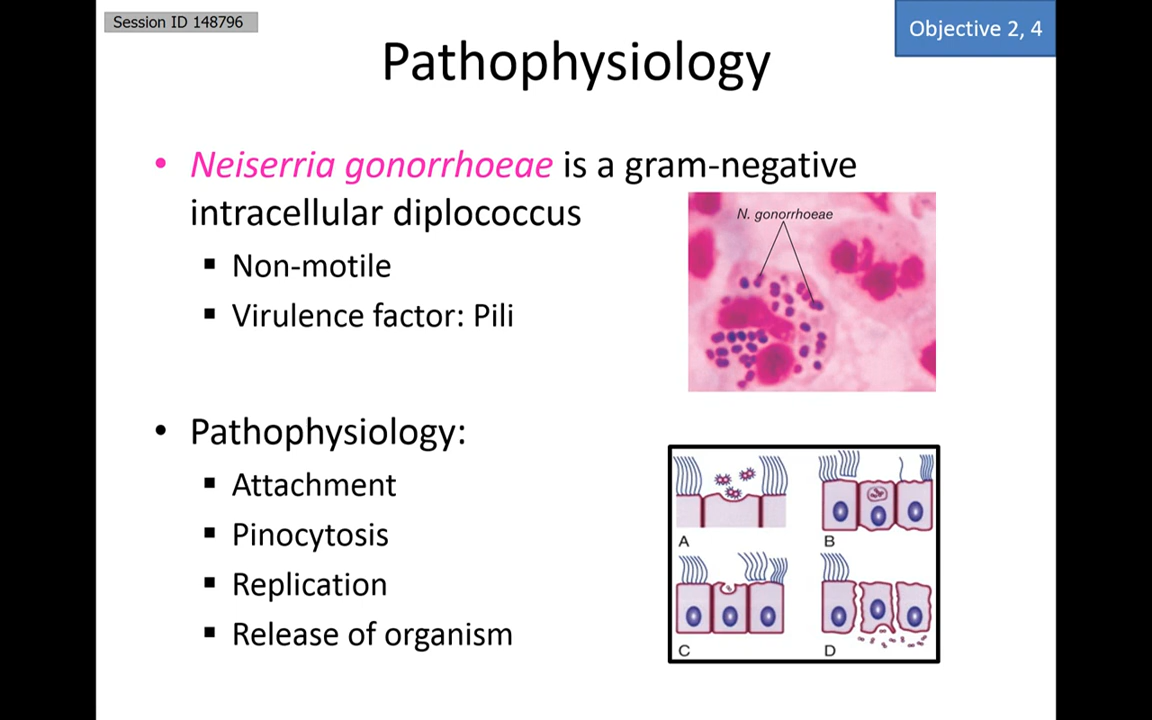 Session ID 148796
Objective 2, 4
Pathophysiology
• Neiserria gonorrhoeae is a gram-negative
intracellular diplococcus
▪ Non-motile
▪ Virulence factor: Pili
N. gonorrhoeae
• Pathophysiology:
▪ Attachment
▪ Pinocytosis
▪ Replication
▪ Release of organism
A
B
C
D